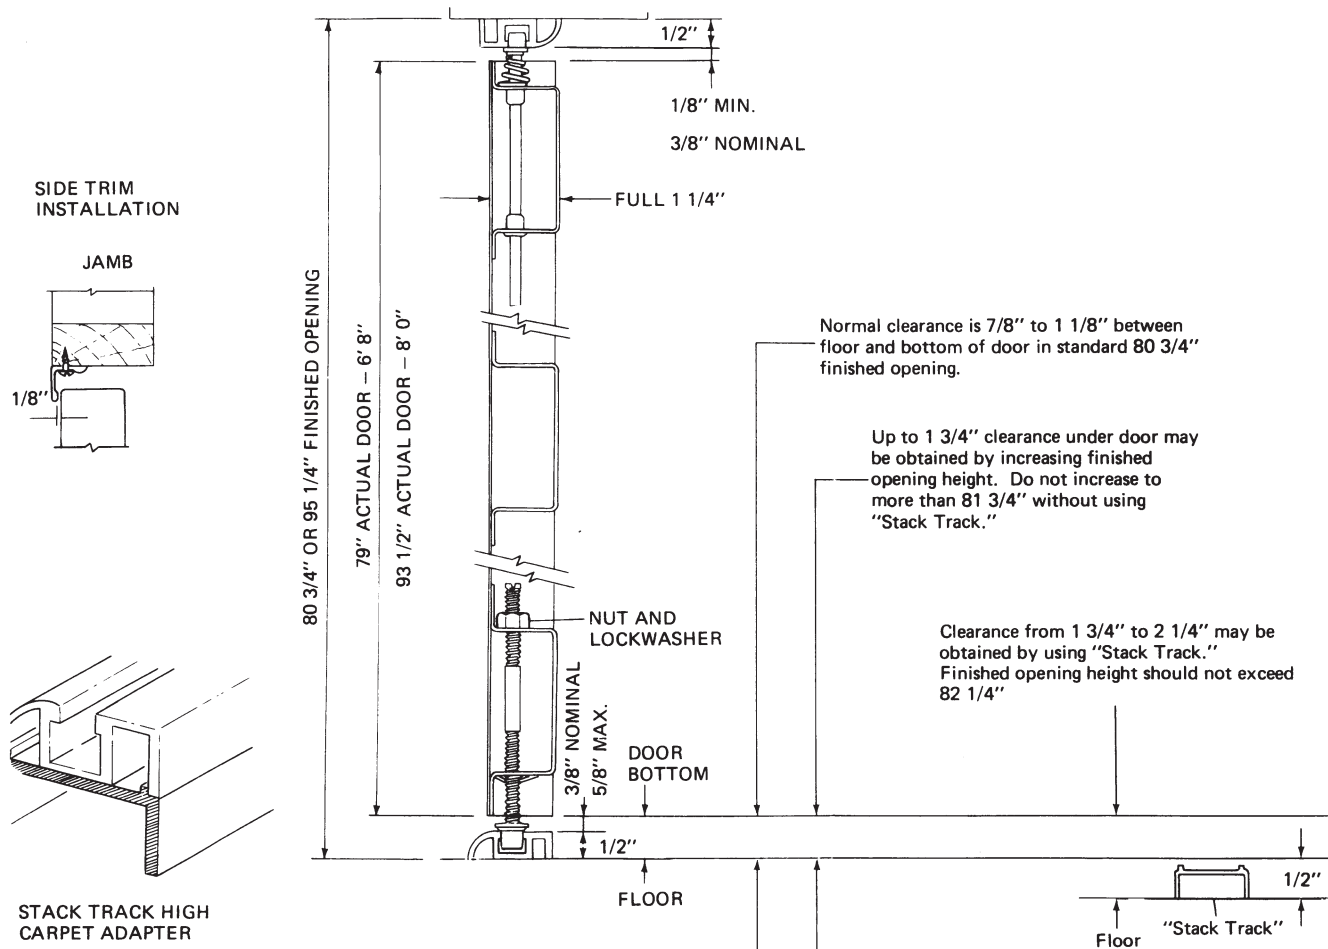 1/2"
1/8" MIN.
3/8" NOMINAL
FULL 1 1/4"
SIDE TRIM
INSTALLATION
JAMB
1/8"
80 3/4" OR 95 1/4" FINISHED OPENING
79" ACTUAL DOOR – 6' 8"
93 1/2" ACTUAL DOOR – 8' 0"
Normal clearance is 7/8" to 1 1/8" between
floor and bottom of door in standard 80 3/4"
finished opening.
Up to 1 3/4" clearance under door may
be obtained by increasing finished
opening height. Do not increase to
more than 81 3/4" without using
"Stack Track."
NUT AND
LOCKWASHER
Clearance from 1 3/4" to 2 1/4" may be
obtained by using "Stack Track."
Finished opening height should not exceed
82 1/4"
3/8" NOMINAL
5/8" MAX.
DOOR
BOTTOM
1/2"
FLOOR
1/2"
"Stack Track"
Floor
STACK TRACK HIGH
CARPET ADAPTER